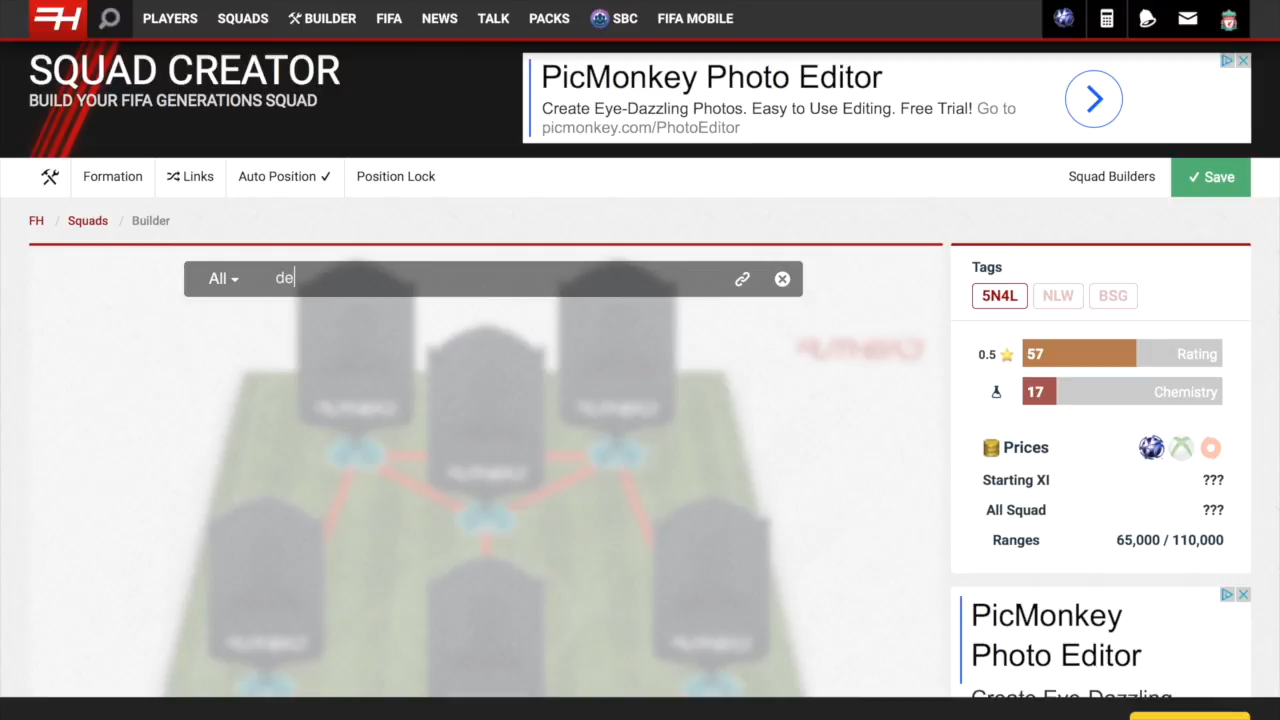 FH PLAYERS SQUADS BUILDER FIFA NEWS TALK PACKS SBC FIFA MOBILE
SQUAD CREATOR
BUILD YOUR FIFA GENERATIONS SQUAD
PicMonkey Photo Editor
Create Eye-Dazzling Photos. Easy to Use Editing. Free Trial! Go to
picmonkey.com/PhotoEditor
Formation Links Auto Position ✓ Position Lock Squad Builders ✓ Save
FH / Squads / Builder
All de
Tags
5N4L NLW BSG
0.5 57 Rating
17 Chemistry
Prices
Starting XI ???
All Squad ???
Ranges 65,000 / 110,000
PicMonkey
Photo Editor
Create Eye-Dazzling